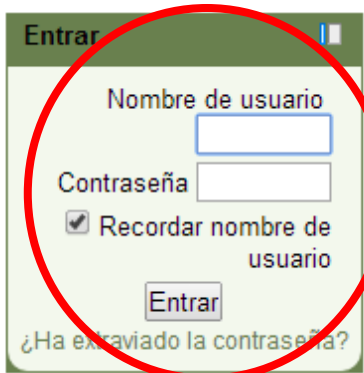 Entrar
Nombre de usuario
Contraseña
Recordar nombre de
usuario
Entrar
¿Ha extraviado la contraseña?